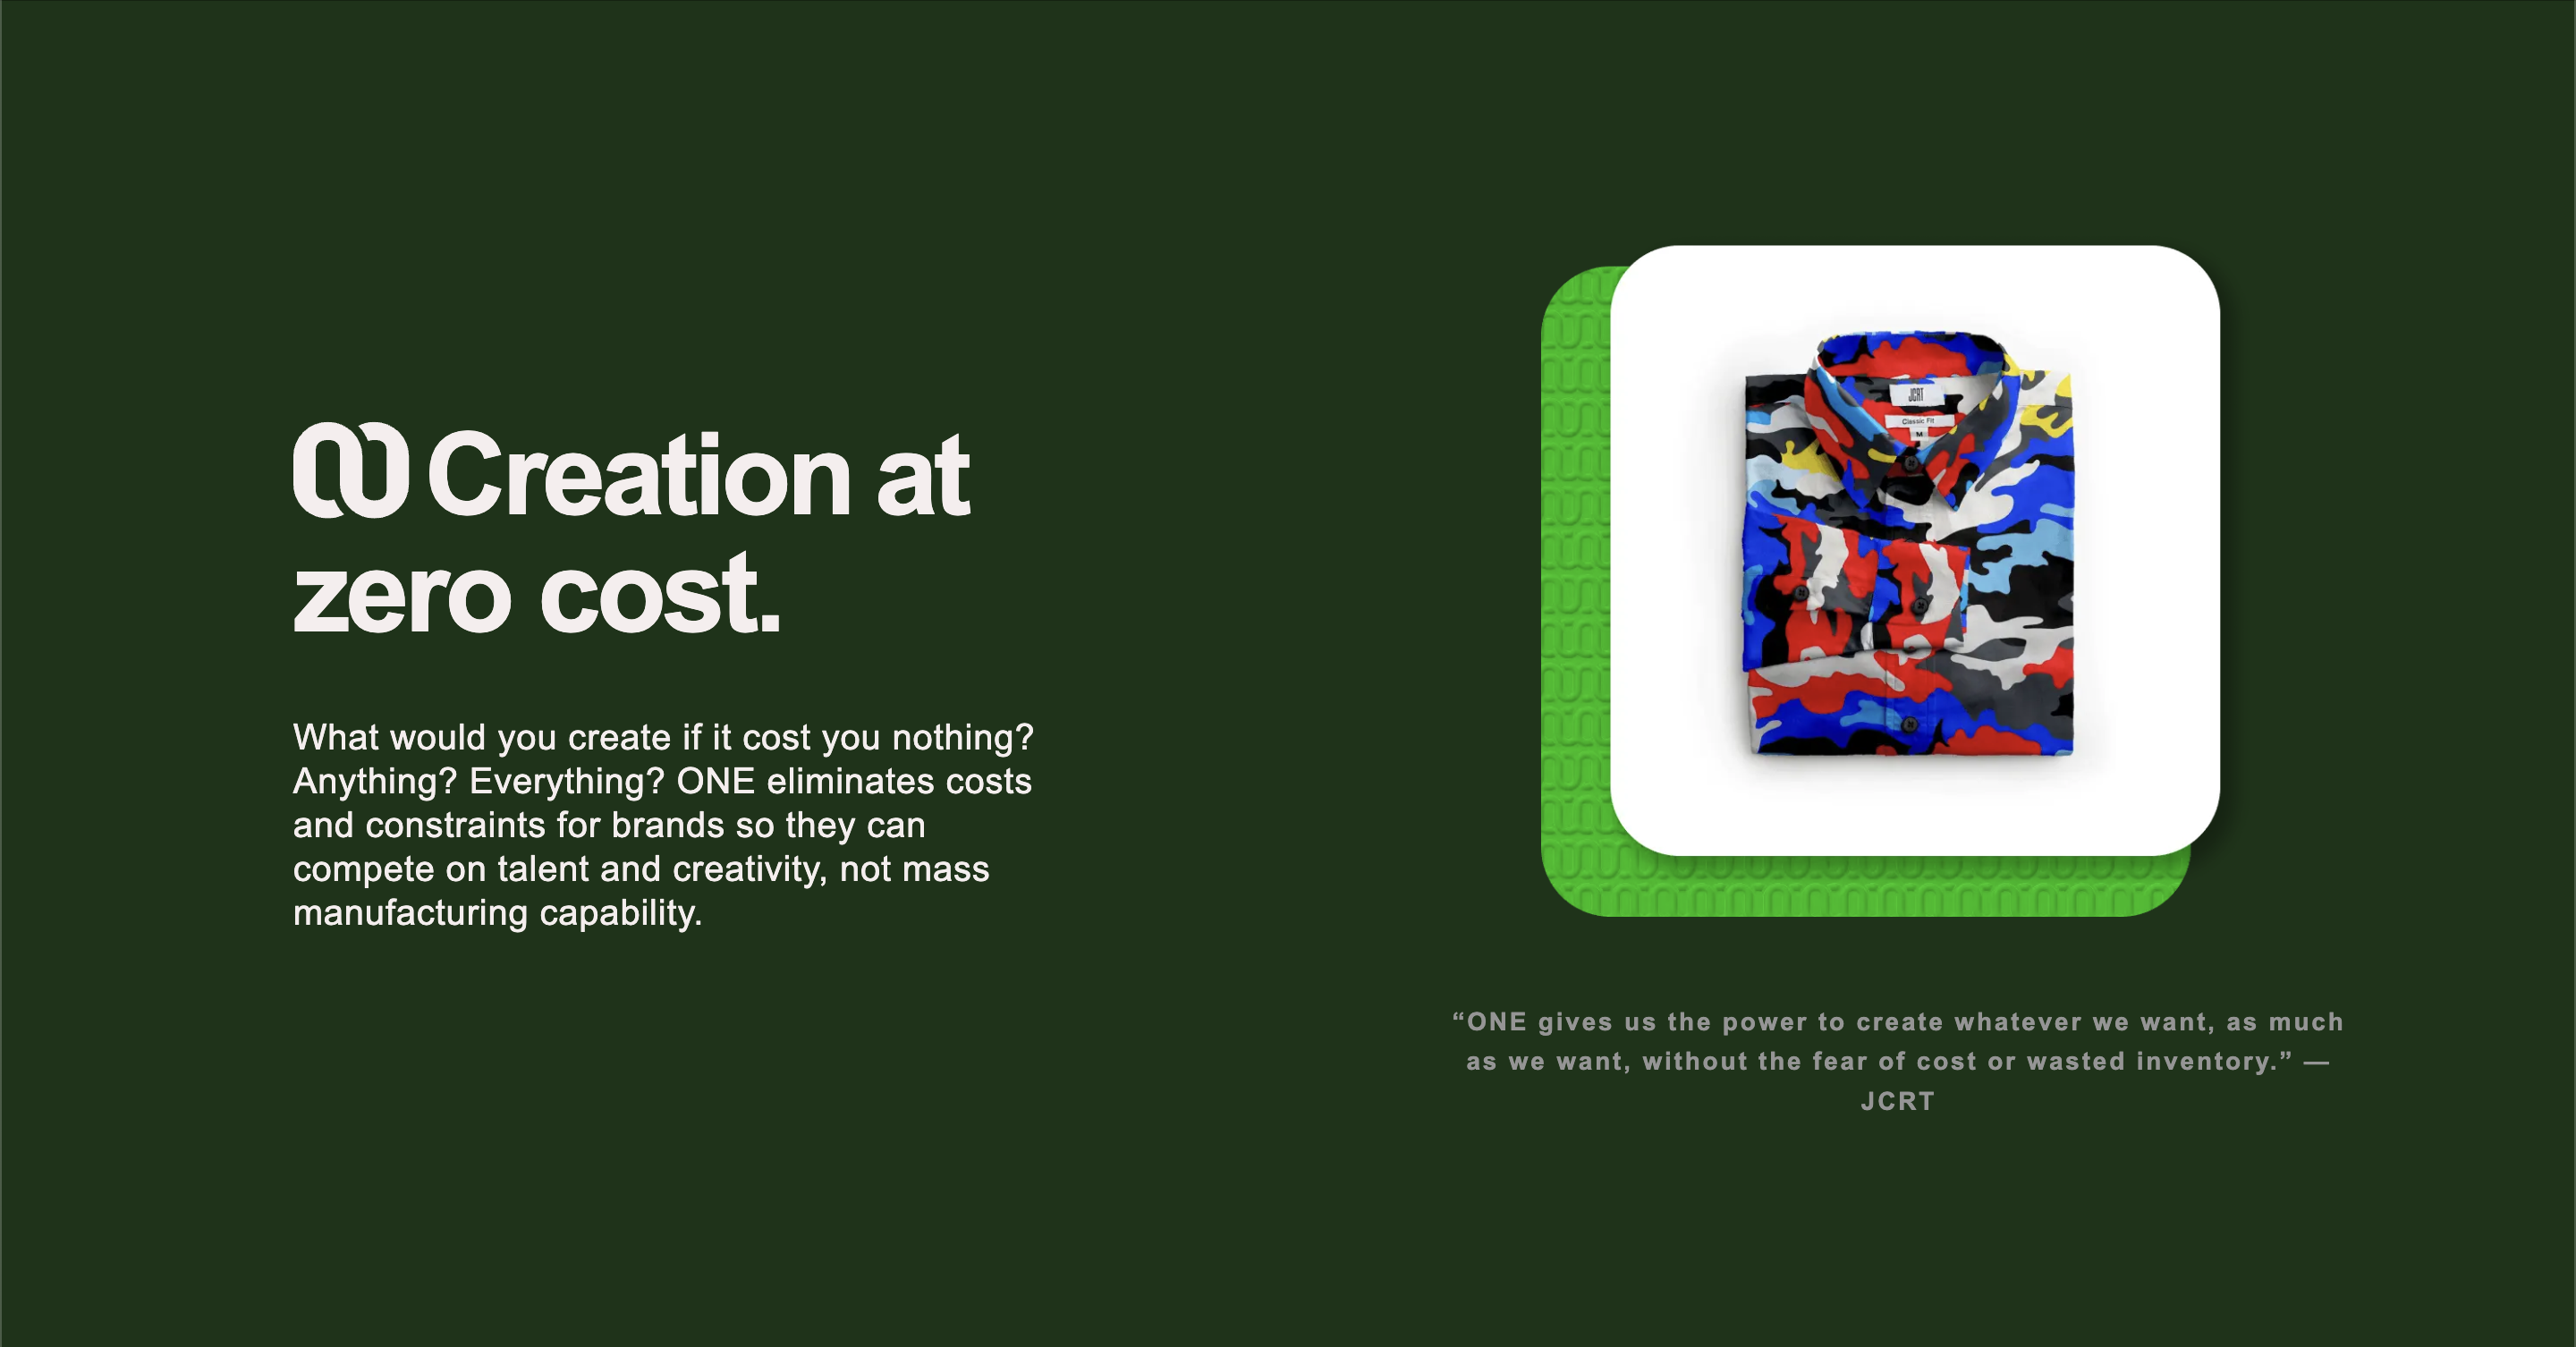 Creation at
zero cost.
What would you create if it cost you nothing?
Anything? Everything? ONE eliminates costs
and constraints for brands so they can
compete on talent and creativity, not mass
manufacturing capability.
JCRT
Classic Fit
M
“ONE gives us the power to create whatever we want, as much
as we want, without the fear of cost or wasted inventory.” —
JCRT